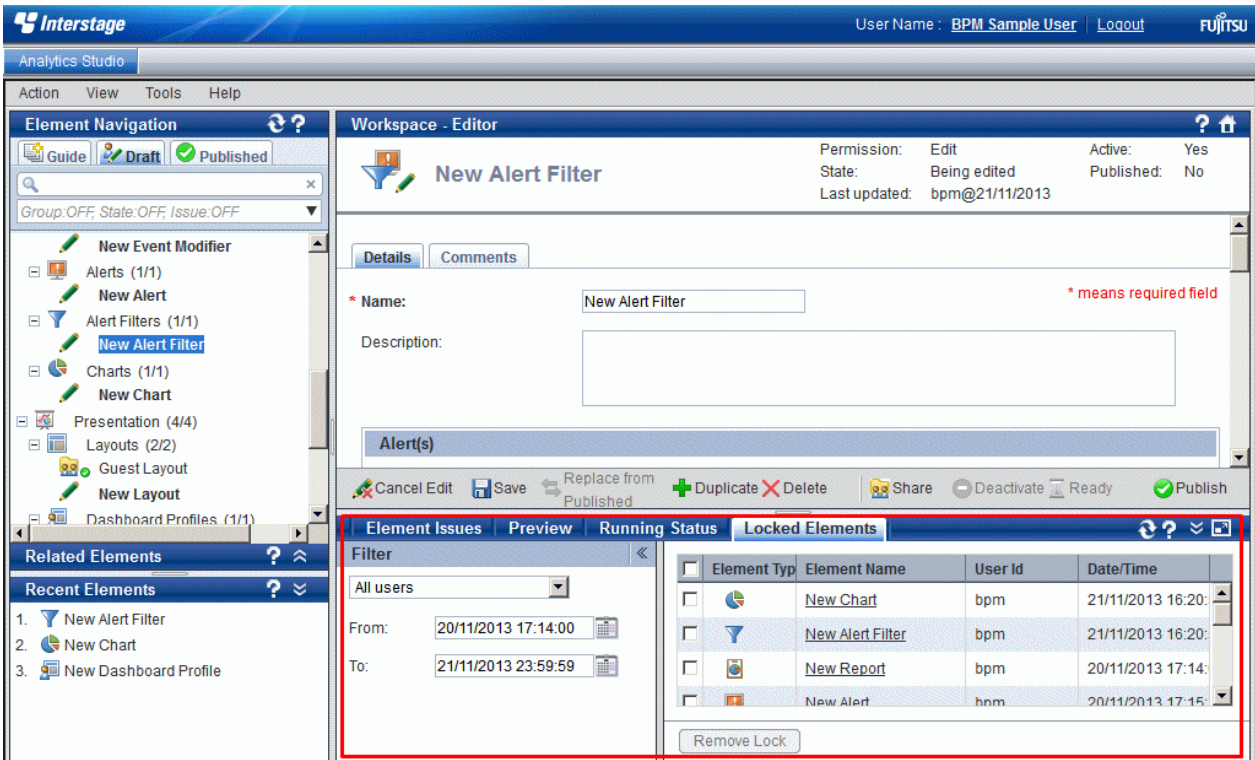 Interstage
User Name : BPM Sample User Logout FUJITSU
Analytics Studio
Action View Tools Help
Element Navigation
Guide Draft Published
Group:OFF, State:OFF, Issue:OFF
New Event Modifier
Alerts (1/1)
New Alert
Alert Filters (1/1)
New Alert Filter
Charts (1/1)
New Chart
Presentation (4/4)
Layouts (2/2)
Guest Layout
New Layout
Dashboard Profiles (1/1)
Related Elements
Recent Elements
1. New Alert Filter
2. New Chart
3. New Dashboard Profile
Workspace - Editor
New Alert Filter
Permission: Edit Active: Yes
State: Being edited Published: No
Last updated: bpm@21/11/2013
Details Comments
* Name: New Alert Filter * means required field
Description:
Alert(s)
Cancel Edit Save Replace from Published Duplicate Delete Share Deactivate Ready Publish
Element Issues Preview Running Status Locked Elements
Filter
All users
From: 20/11/2013 17:14:00
To: 21/11/2013 23:59:59
Element Typ Element Name User Id Date/Time
New Chart bpm 21/11/2013 16:20:
New Alert Filter bpm 21/11/2013 16:20:
New Report bpm 20/11/2013 17:14:
New Alert bpm 20/11/2013 17:15:
Remove Lock